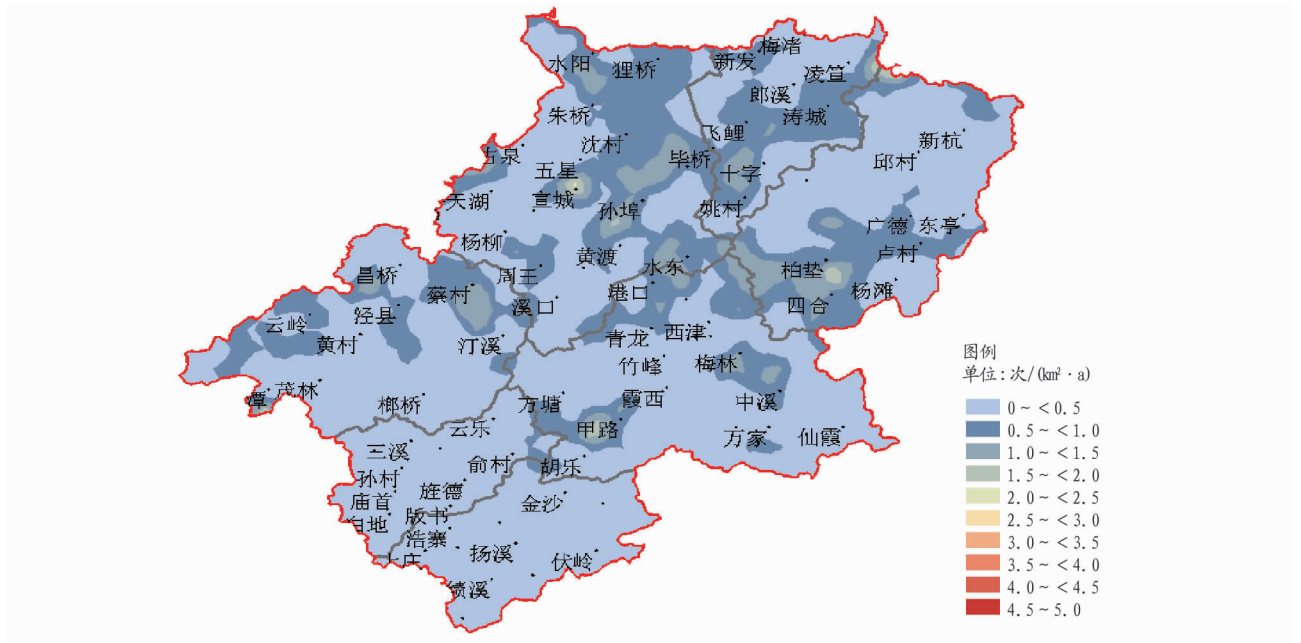 梅渚
新发
水阳
狸桥
凌笪
郎溪
涛城
朱桥
飞鲤
沈村
新杭
古泉
五星
毕桥
邱村
十字
天湖
宣城
孙埠
姚村
广德
东亭
杨柳
黄渡
卢村
昌桥
周王
水东
柏垫
蔡村
港口
杨滩
溪口
四合
云岭
泾县
青龙
西津
黄村
汀溪
竹峰
梅林
潭
茂林
榔桥
方塘
霞西
中溪
云乐
甲路
方家
仙霞
三溪
俞村
胡乐
孙村
旌德
金沙
庙首
白地
版书
浩寨
扬溪
伏岭
绩溪
图例
单位:次/(km²·a)
0~<0.5
0.5~<1.0
1.0~<1.5
1.5~<2.0
2.0~<2.5
2.5~<3.0
3.0~<3.5
3.5~<4.0
4.0~<4.5
4.5~5.0